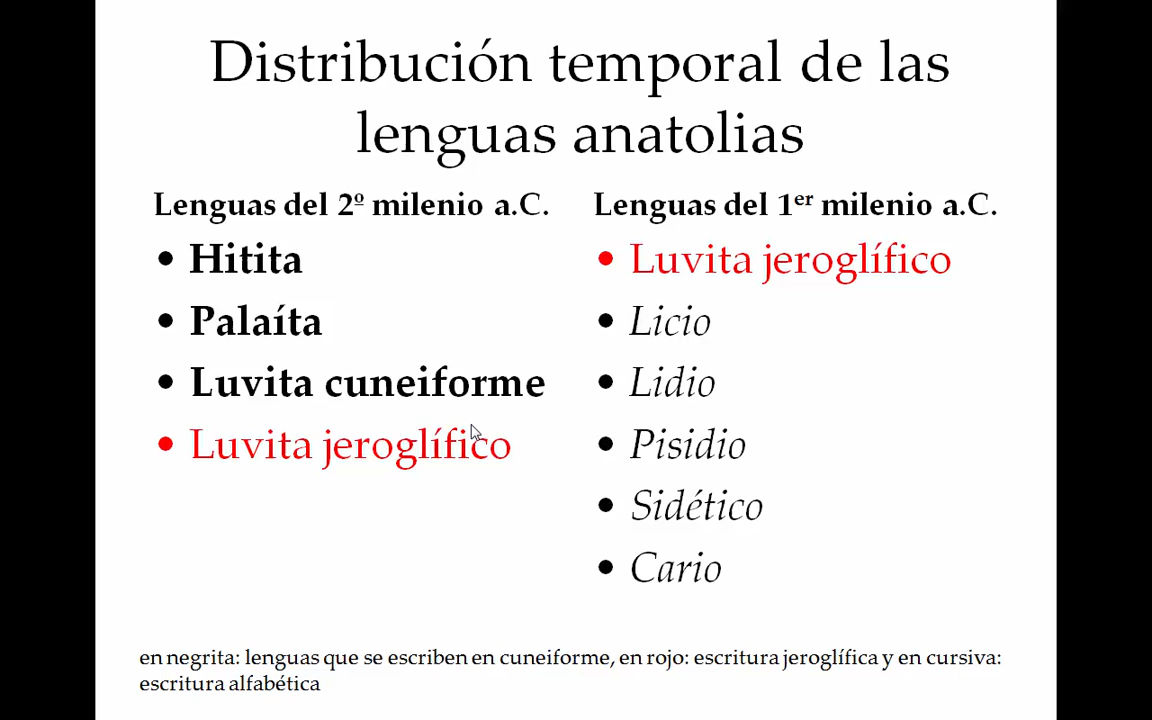 Distribución temporal de las
lenguas anatolias
Lenguas del 2º milenio a.C.
• Hitita
• Palaíta
• Luvita cuneiforme
• Luvita jeroglífico
Lenguas del 1er milenio a.C.
• Luvita jeroglífico
• Licio
• Lidio
• Pisidio
• Sidético
• Cario
en negrita: lenguas que se escriben en cuneiforme, en rojo: escritura jeroglífica y en cursiva:
escritura alfabética